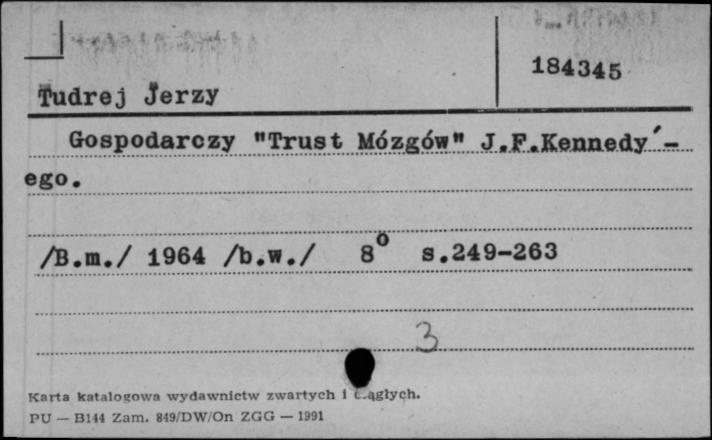 184345
Tudrej Jerzy
Gospodarczy "Trust Mózgów" J.F.Kennedy´-
ego.
/B.m./ 1964 /b.w./ 8° s.249-263
3
Karta katalogowa wydawnictw zwartych i ciągłych.
PU — B144 Zam. 849/DW/On ZGG — 1991